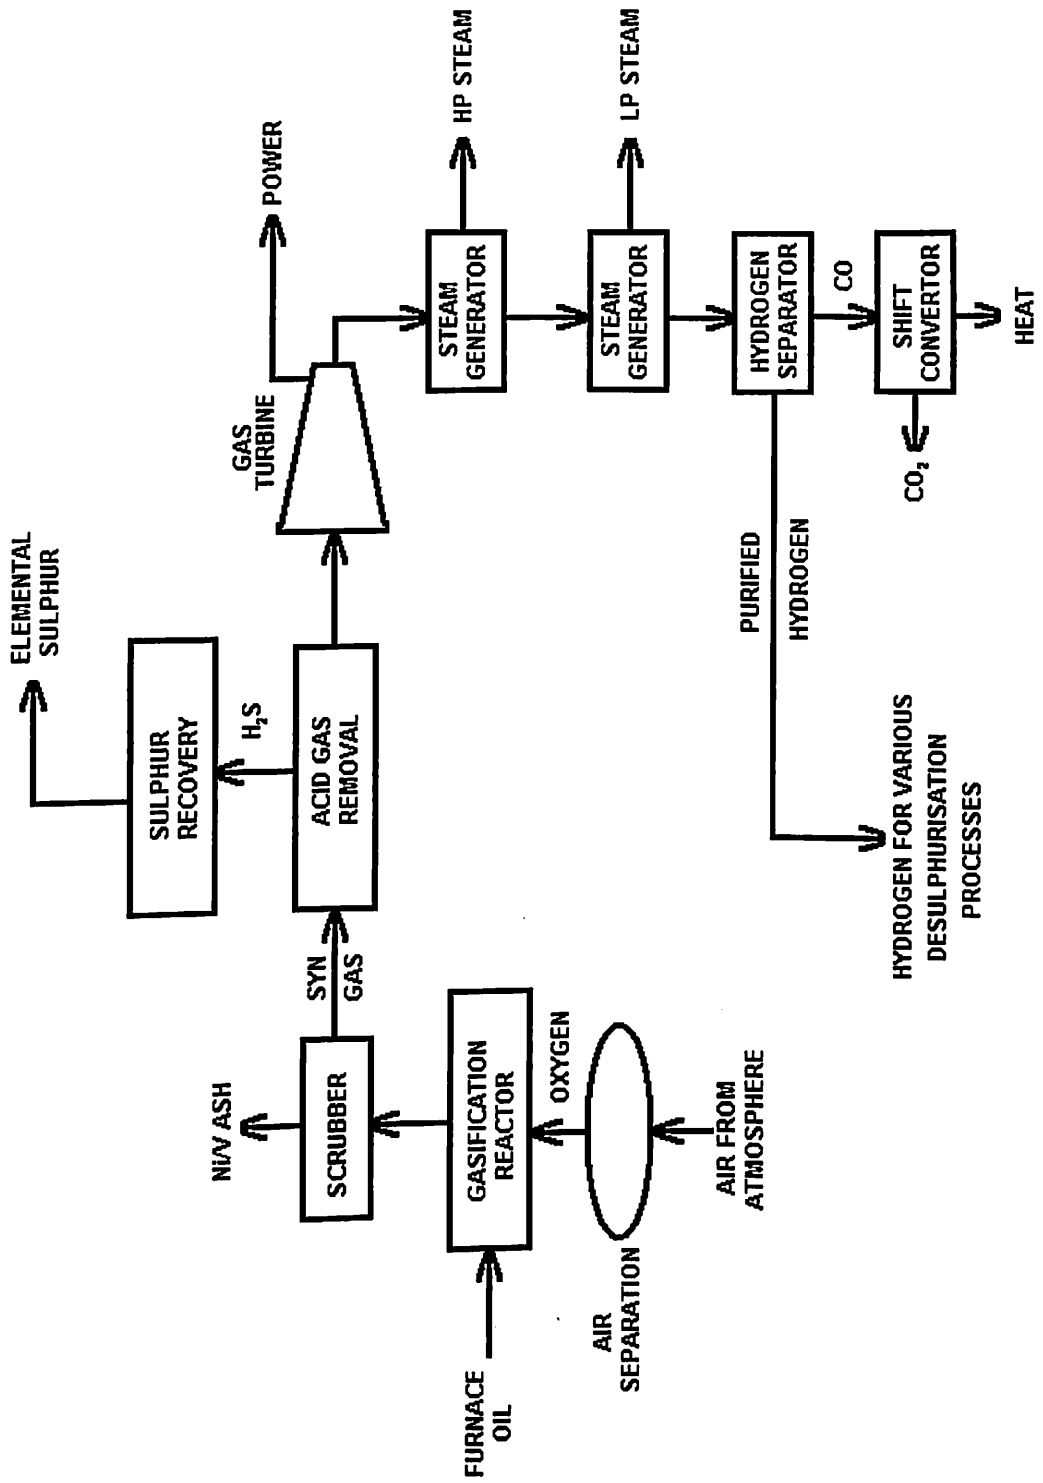 FURNACE
OIL
AIR
SEPARATION
AIR FROM
ATMOSPHERE
OXYGEN
GASIFICATION
REACTOR
SCRUBBER
Ni/V ASH
SYN
GAS
ACID GAS
REMOVAL
H₂S
SULPHUR
RECOVERY
ELEMENTAL
SULPHUR
GAS
TURBINE
POWER
STEAM
GENERATOR
HP STEAM
STEAM
GENERATOR
LP STEAM
HYDROGEN
SEPARATOR
PURIFIED
HYDROGEN
HYDROGEN FOR VARIOUS
DESULPHURISATION
PROCESSES
CO
SHIFT
CONVERTOR
CO₂
HEAT